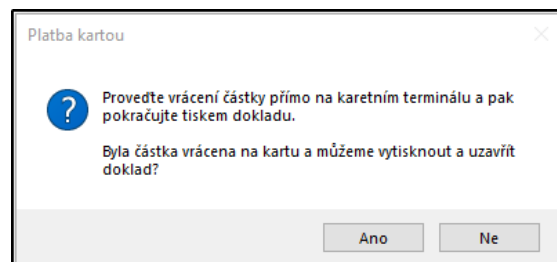 Platba kartou
Proveďte vrácení částky přímo na karetním terminálu a pak
pokračujte tiskem dokladu.
Byla částka vrácena na kartu a můžeme vytisknout a uzavřít
doklad?
Ano
Ne